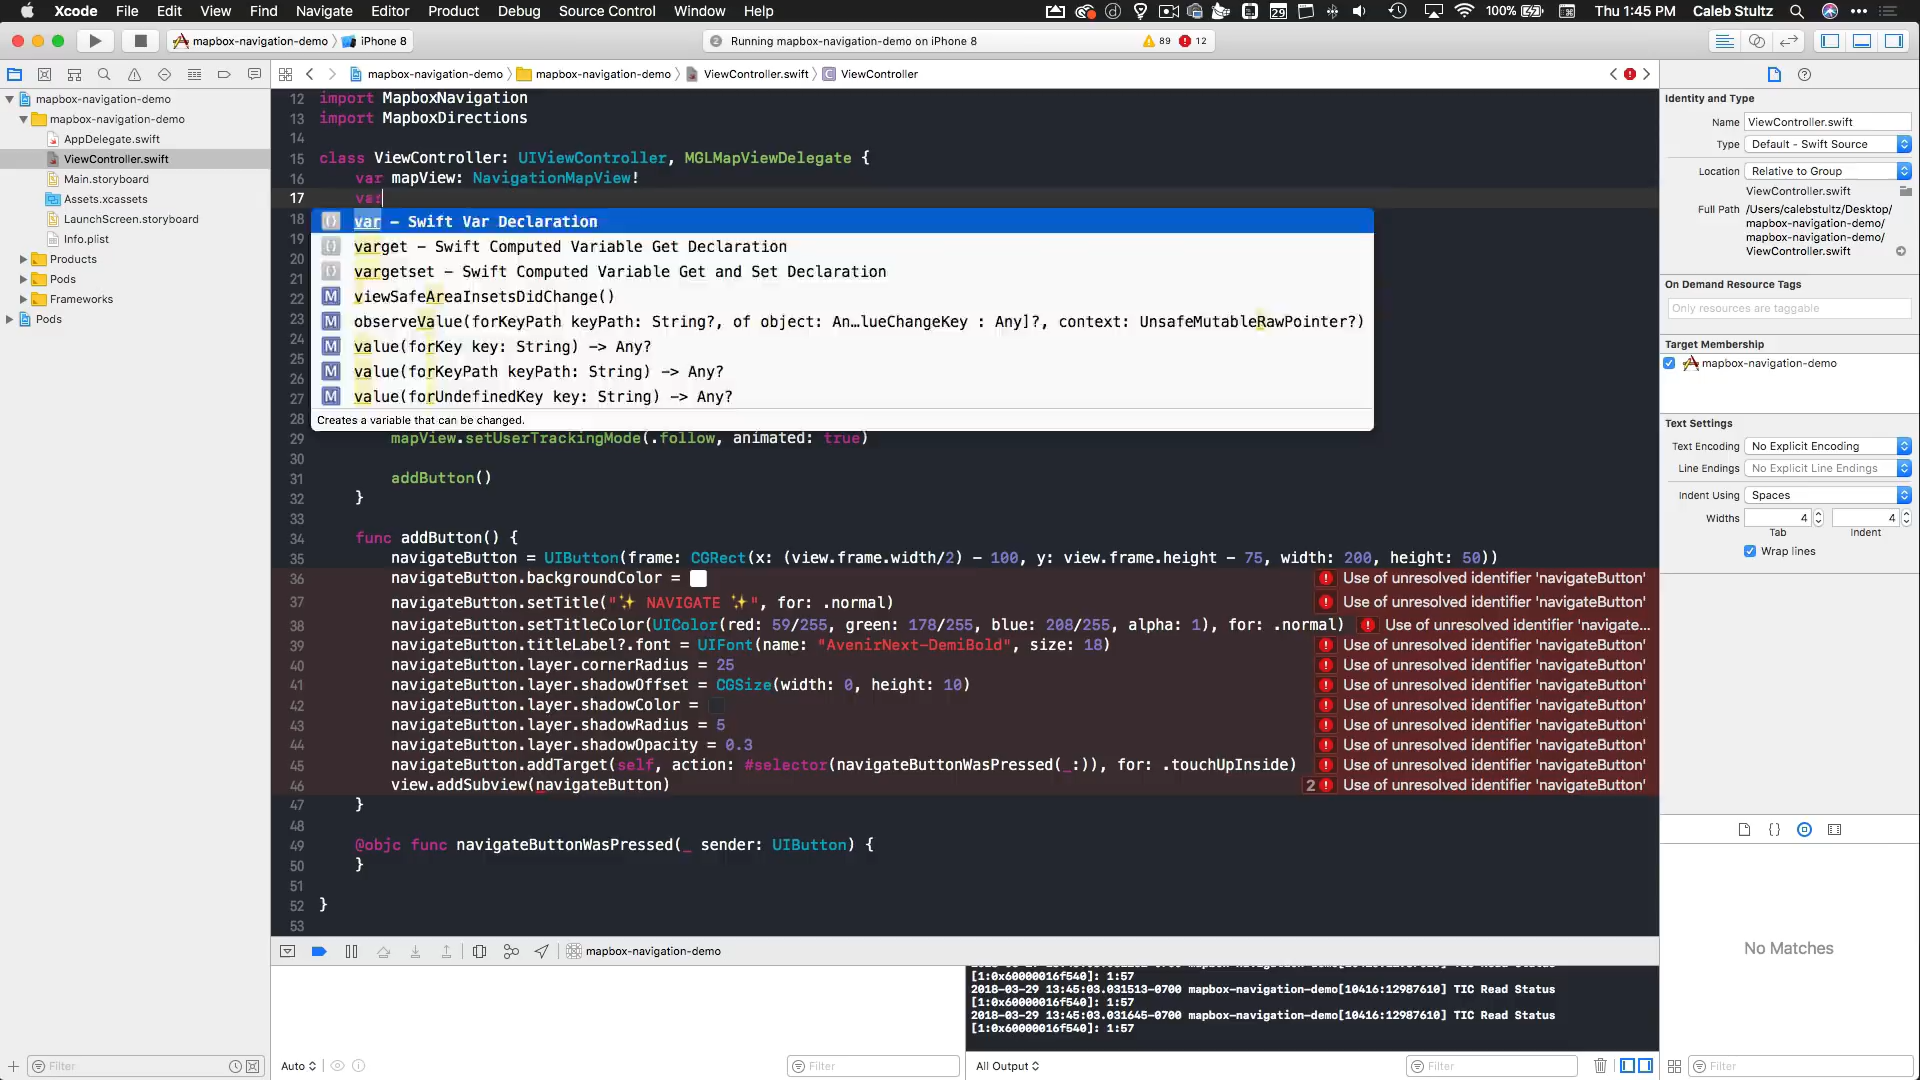 Xcode File Edit View Find Navigate Editor Product Debug Source Control Window Help 100% Thu 1:45 PM Caleb Stultz
mapbox-navigation-demo iPhone 8 Running mapbox-navigation-demo on iPhone 8 89 12
mapbox-navigation-demo mapbox-navigation-demo ViewController.swift ViewController
mapbox-navigation-demo
mapbox-navigation-demo
AppDelegate.swift
ViewController.swift
Main.storyboard
Assets.xcassets
LaunchScreen.storyboard
Info.plist
Products
Pods
Frameworks
Pods
Filter
12 import MapboxNavigation
13 import MapboxDirections
14
15 class ViewController: UIViewController, MGLMapViewDelegate {
16 var mapView: NavigationMapView!
17
18 var – Swift Var Declaration
19 varget – Swift Computed Variable Get Declaration
20
21 vargetset – Swift Computed Variable Get and Set Declaration
22 viewSafeAreaInsetsDidChange()
23 observeValue(forKeyPath keyPath: String?, of object: An…lueChangeKey : Any]?, context: UnsafeMutableRawPointer?)
24 value(forKey key: String) -> Any?
25
26 value(forKeyPath keyPath: String) -> Any?
27 value(forUndefinedKey key: String) -> Any?
28 Creates a variable that can be changed.
29 mapView.setUserTrackingMode(.follow, animated: true)
30
31 addButton()
32 }
33
34 func addButton() {
35 navigateButton = UIButton(frame: CGRect(x: (view.frame.width/2) - 100, y: view.frame.height - 75, width: 200, height: 50))
36 navigateButton.backgroundColor = Use of unresolved identifier 'navigateButton'
37 navigateButton.setTitle("✨ NAVIGATE ✨", for: .normal) Use of unresolved identifier 'navigateButton'
38 navigateButton.setTitleColor(UIColor(red: 59/255, green: 178/255, blue: 208/255, alpha: 1), for: .normal) Use of unresolved identifier 'navigate...
39 navigateButton.titleLabel?.font = UIFont(name: "AvenirNext-DemiBold", size: 18) Use of unresolved identifier 'navigateButton'
40 navigateButton.layer.cornerRadius = 25 Use of unresolved identifier 'navigateButton'
41 navigateButton.layer.shadowOffset = CGSize(width: 0, height: 10) Use of unresolved identifier 'navigateButton'
42 navigateButton.layer.shadowColor = Use of unresolved identifier 'navigateButton'
43 navigateButton.layer.shadowRadius = 5 Use of unresolved identifier 'navigateButton'
44 navigateButton.layer.shadowOpacity = 0.3 Use of unresolved identifier 'navigateButton'
45 navigateButton.addTarget(self, action: #selector(navigateButtonWasPressed(_:)), for: .touchUpInside) Use of unresolved identifier 'navigateButton'
46 view.addSubview(navigateButton) 2 Use of unresolved identifier 'navigateButton'
47 }
48
49 @objc func navigateButtonWasPressed(_ sender: UIButton) {
50 }
51
52 }
53
mapbox-navigation-demo
[1:0x60000016f540]: 1:57
2018-03-29 13:45:03.031513-0700 mapbox-navigation-demo[10416:12987610] TIC Read Status
[1:0x60000016f540]: 1:57
2018-03-29 13:45:03.031645-0700 mapbox-navigation-demo[10416:12987610] TIC Read Status
[1:0x60000016f540]: 1:57
Auto Filter All Output Filter
Identity and Type
Name ViewController.swift
Type Default - Swift Source
Location Relative to Group
ViewController.swift
Full Path /Users/calebstultz/Desktop/
mapbox-navigation-demo/
mapbox-navigation-demo/
ViewController.swift
On Demand Resource Tags
Only resources are taggable
Target Membership
mapbox-navigation-demo
Text Settings
Text Encoding No Explicit Encoding
Line Endings No Explicit Line Endings
Indent Using Spaces
Widths 4 4
Tab Indent
Wrap lines
No Matches
Filter